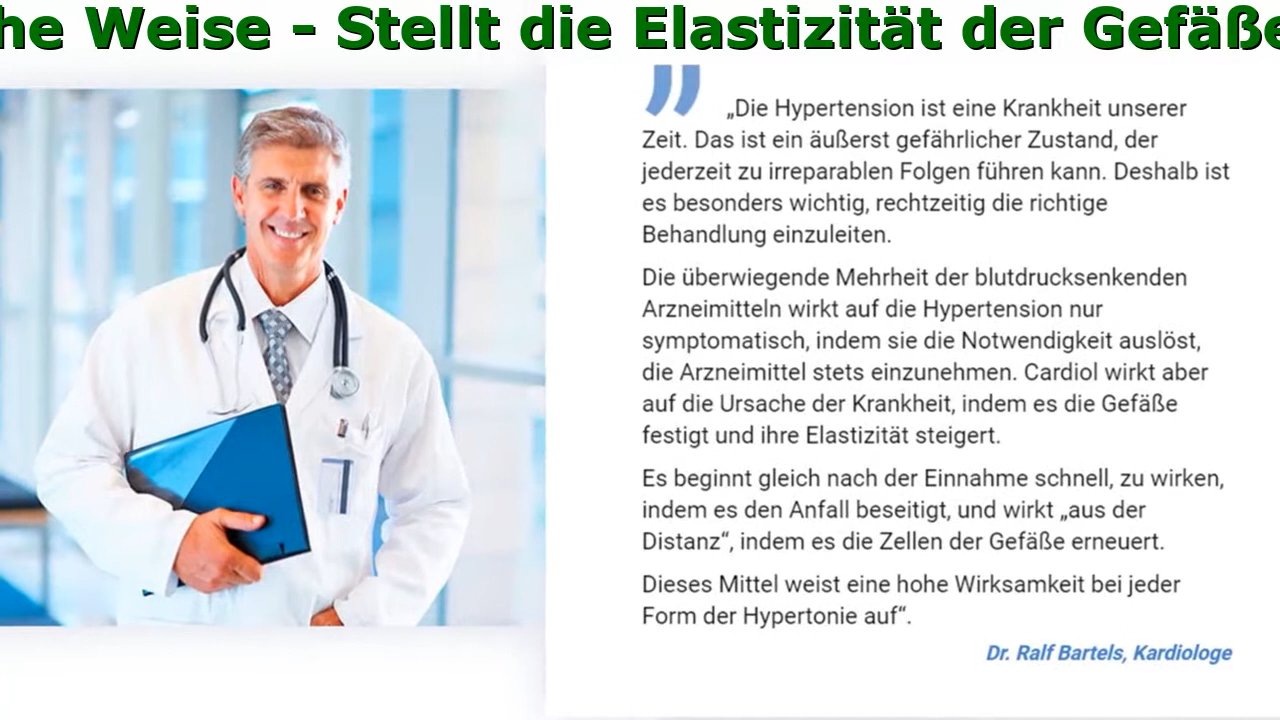 he Weise - Stellt die Elastizität der Gefäße
„Die Hypertension ist eine Krankheit unserer
Zeit. Das ist ein äußerst gefährlicher Zustand, der
jederzeit zu irreparablen Folgen führen kann. Deshalb ist
es besonders wichtig, rechtzeitig die richtige
Behandlung einzuleiten.
Die überwiegende Mehrheit der blutdrucksenkenden
Arzneimitteln wirkt auf die Hypertension nur
symptomatisch, indem sie die Notwendigkeit auslöst,
die Arzneimittel stets einzunehmen. Cardiol wirkt aber
auf die Ursache der Krankheit, indem es die Gefäße
festigt und ihre Elastizität steigert.
Es beginnt gleich nach der Einnahme schnell, zu wirken,
indem es den Anfall beseitigt, und wirkt „aus der
Distanz“, indem es die Zellen der Gefäße erneuert.
Dieses Mittel weist eine hohe Wirksamkeit bei jeder
Form der Hypertonie auf“.
Dr. Ralf Bartels, Kardiologe